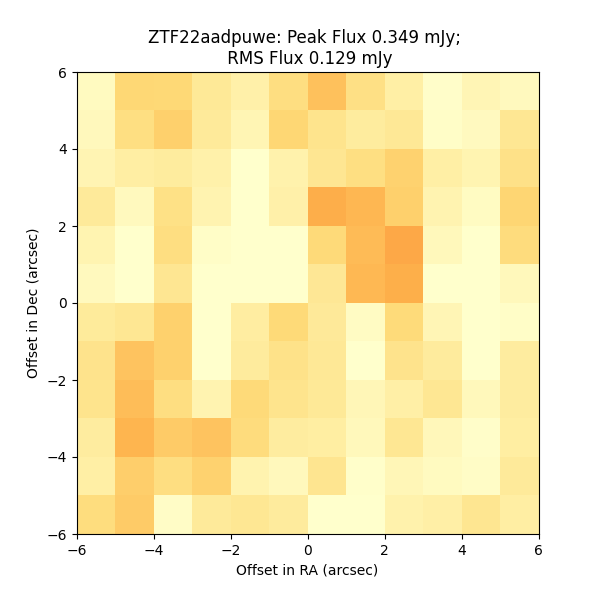 ZTF22aadpuwe: Peak Flux 0.349 mJy;
RMS Flux 0.129 mJy
6
4
2
0
−2
−4
−6
Offset in Dec (arcsec)
−6 −4 −2 0 2 4 6
Offset in RA (arcsec)